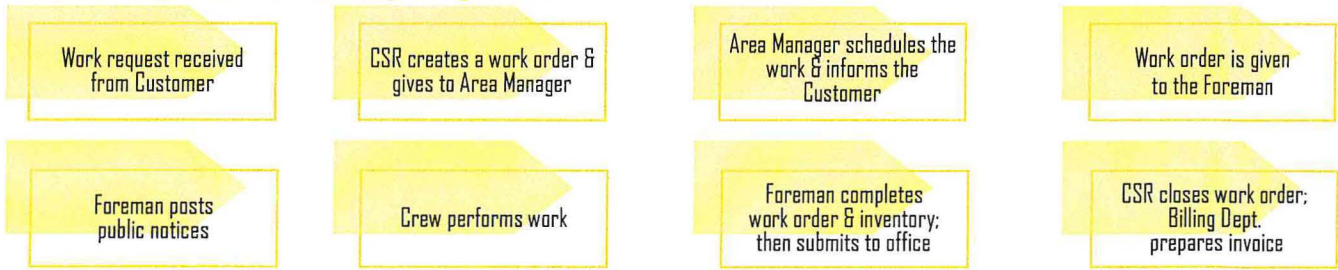 Work request received
from Customer
CSR creates a work order &
gives to Area Manager
Area Manager schedules the
work & informs the
Customer
Work order is given
to the Foreman
Foreman posts
public notices
Crew performs work
Foreman completes
work order & inventory;
then submits to office
CSR closes work order;
Billing Dept.
prepares invoice